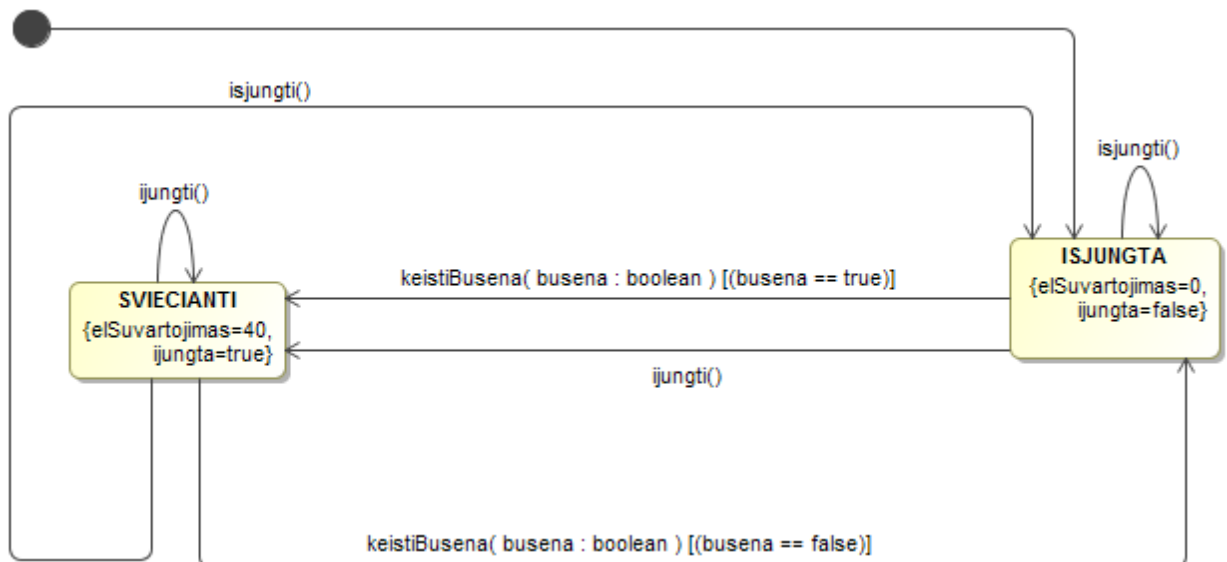 isjungti()
isjungti()
ijungti()
ISJUNGTA
{elSuvartojimas=0,
ijungta=false}
keistiBusena( busena : boolean ) [(busena == true)]
SVIECIANTI
{elSuvartojimas=40,
ijungta=true}
ijungti()
keistiBusena( busena : boolean ) [(busena == false)]